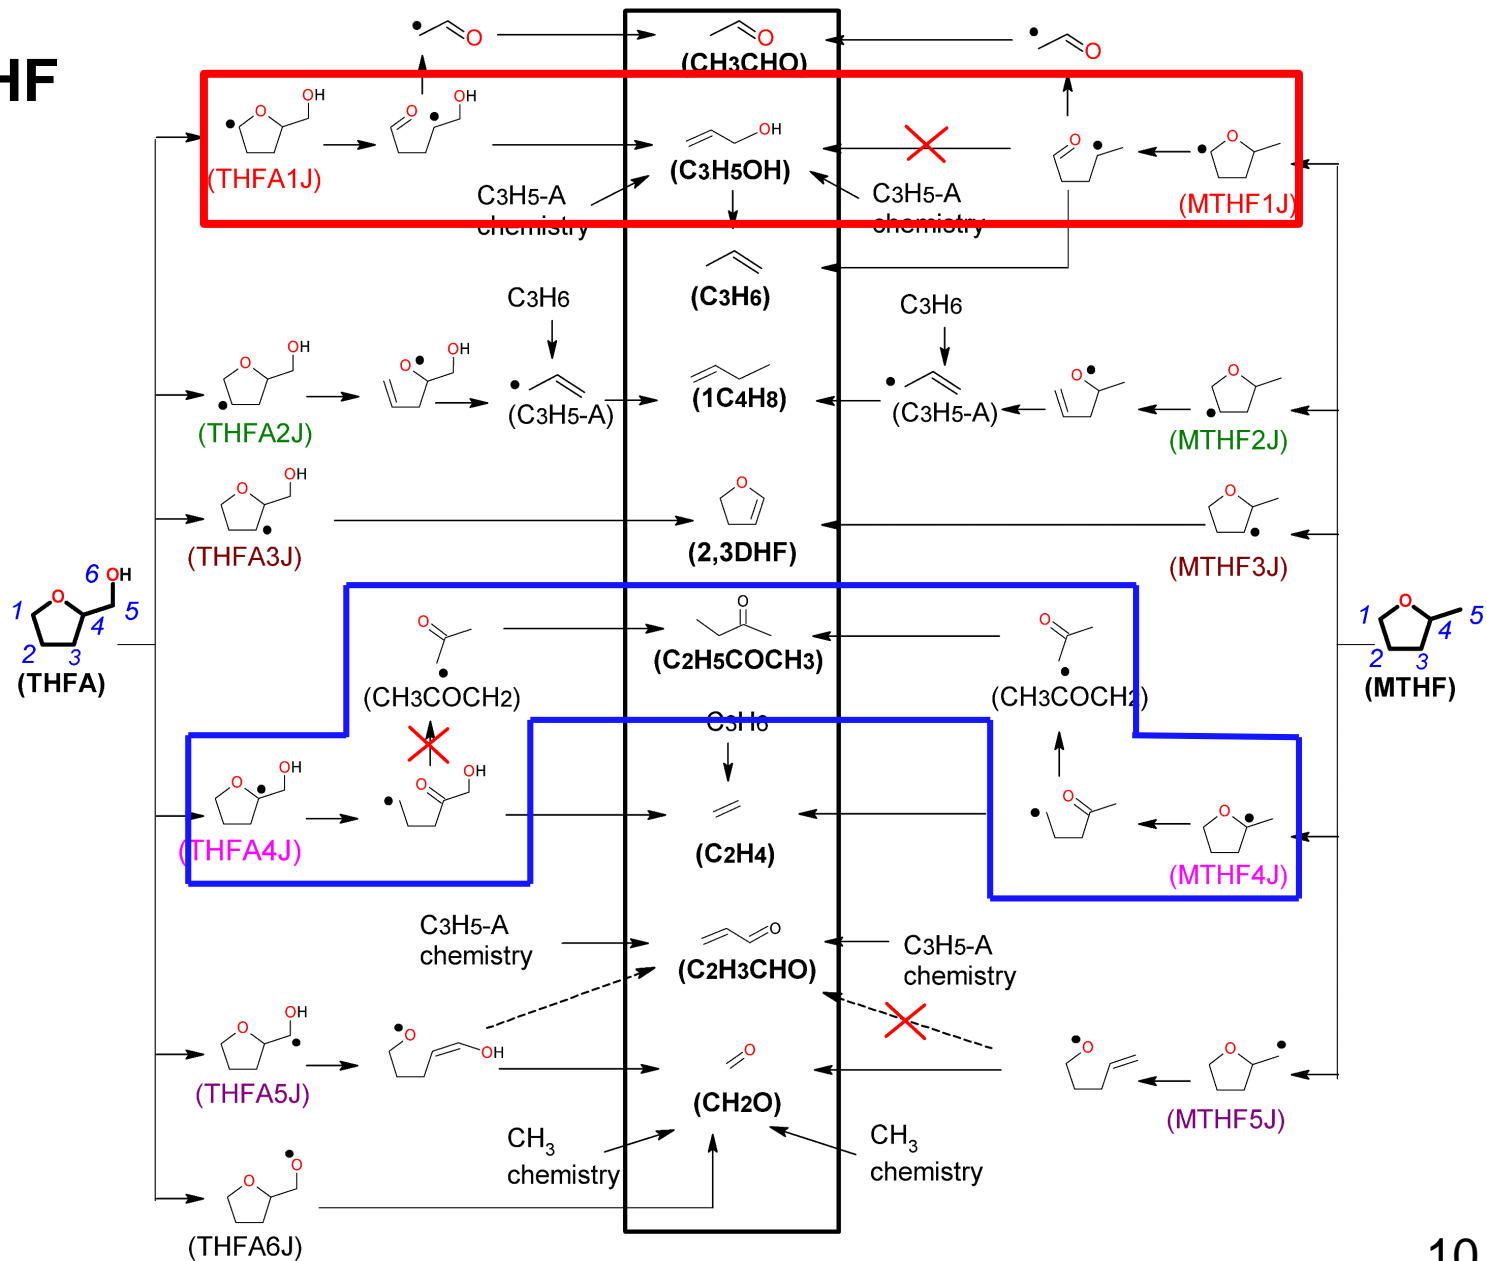 HF
O
O
(CH3CHO)
O
OH
(THFA1J)
O
OH
OH
(C3H5OH)
O
O
(MTHF1J)
C3H5-A
chemistry
C3H5-A
chemistry
(C3H6)
C3H6
C3H6
O
OH
(THFA2J)
O
OH
(C3H5-A)
(1C4H8)
(C3H5-A)
O
O
(MTHF2J)
O
OH
(THFA3J)
O
(2,3DHF)
O
(MTHF3J)
6
OH
1
O
5
4
2
3
(THFA)
O
(CH3COCH2)
O
(C2H5COCH3)
O
(CH3COCH2)
1
O
5
4
2
3
(MTHF)
C3H6
O
OH
(THFA4J)
O
OH
(C2H4)
O
O
(MTHF4J)
C3H5-A
chemistry
O
(C2H3CHO)
C3H5-A
chemistry
O
OH
(THFA5J)
O
OH
O
(CH2O)
O
O
(MTHF5J)
CH3
chemistry
CH3
chemistry
O
O
(THFA6J)
10